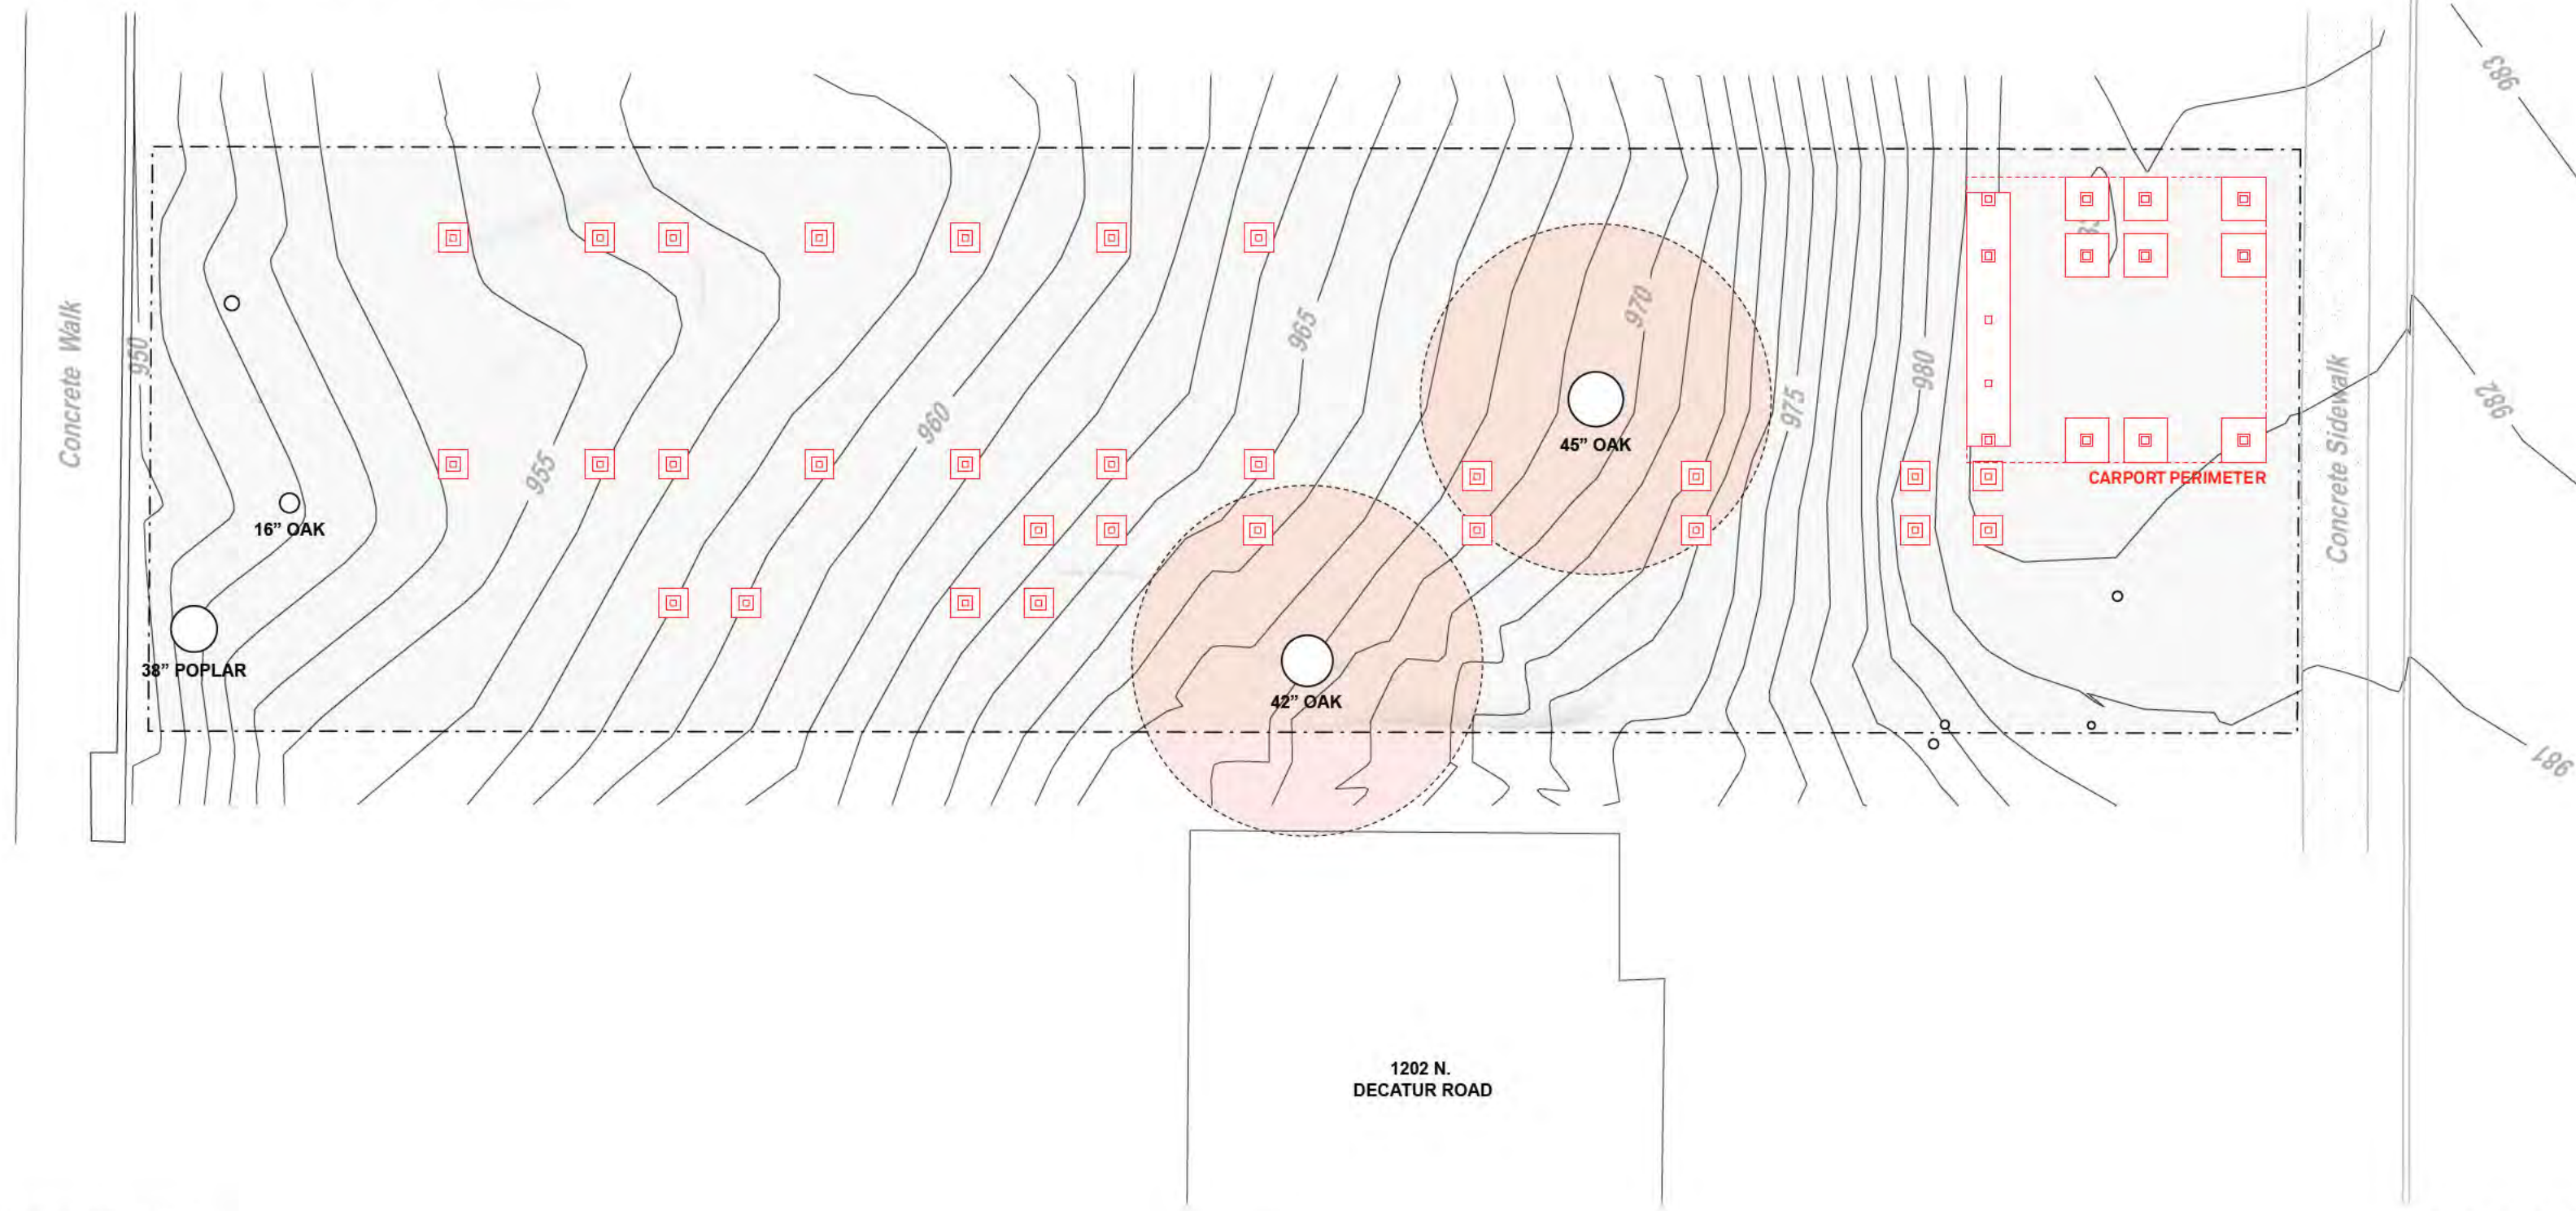 983
Concrete Walk
950
965
970
975
980
982
Concrete Sidewalk
960
45” OAK
955
CARPORT PERIMETER
16” OAK
38” POPLAR
42” OAK
981
1202 N.
DECATUR ROAD